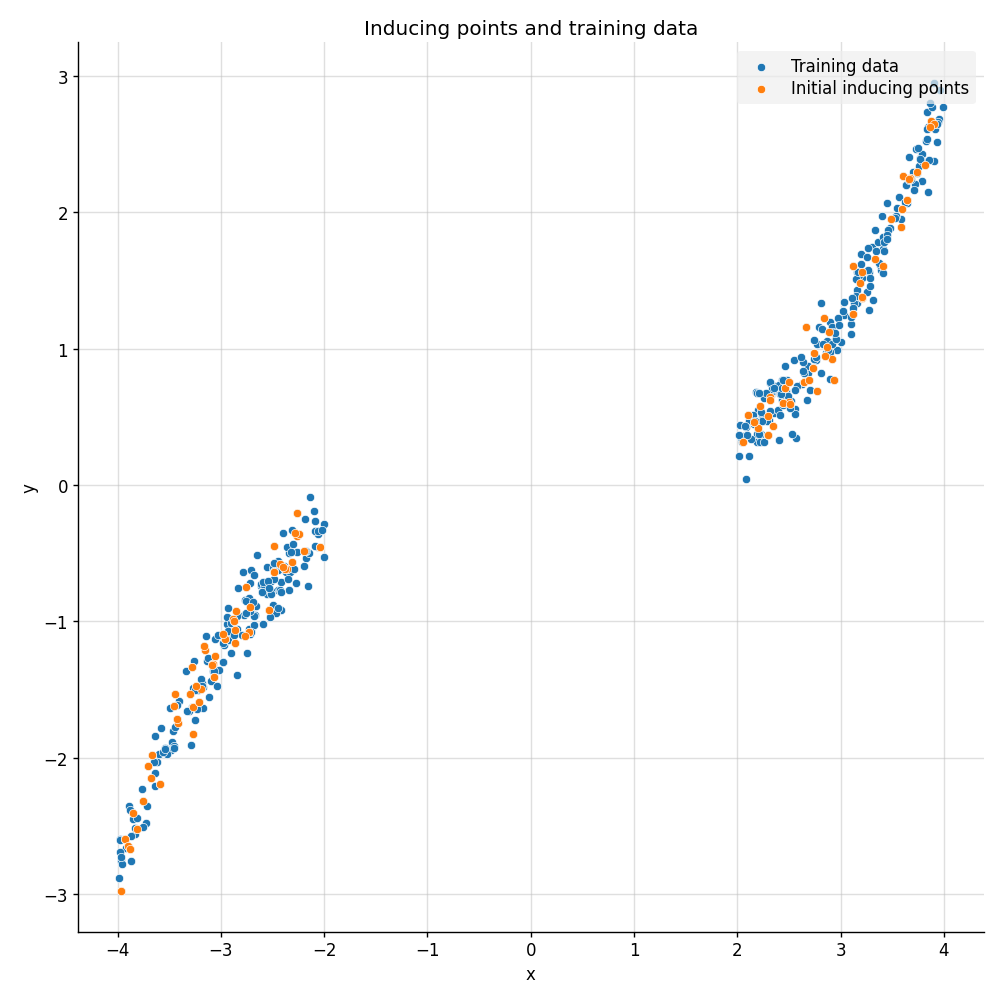 Inducing points and training data
Training data
Initial inducing points
3
2
1
0
−1
−2
−3
y
−4 −3 −2 −1 0 1 2 3 4
x